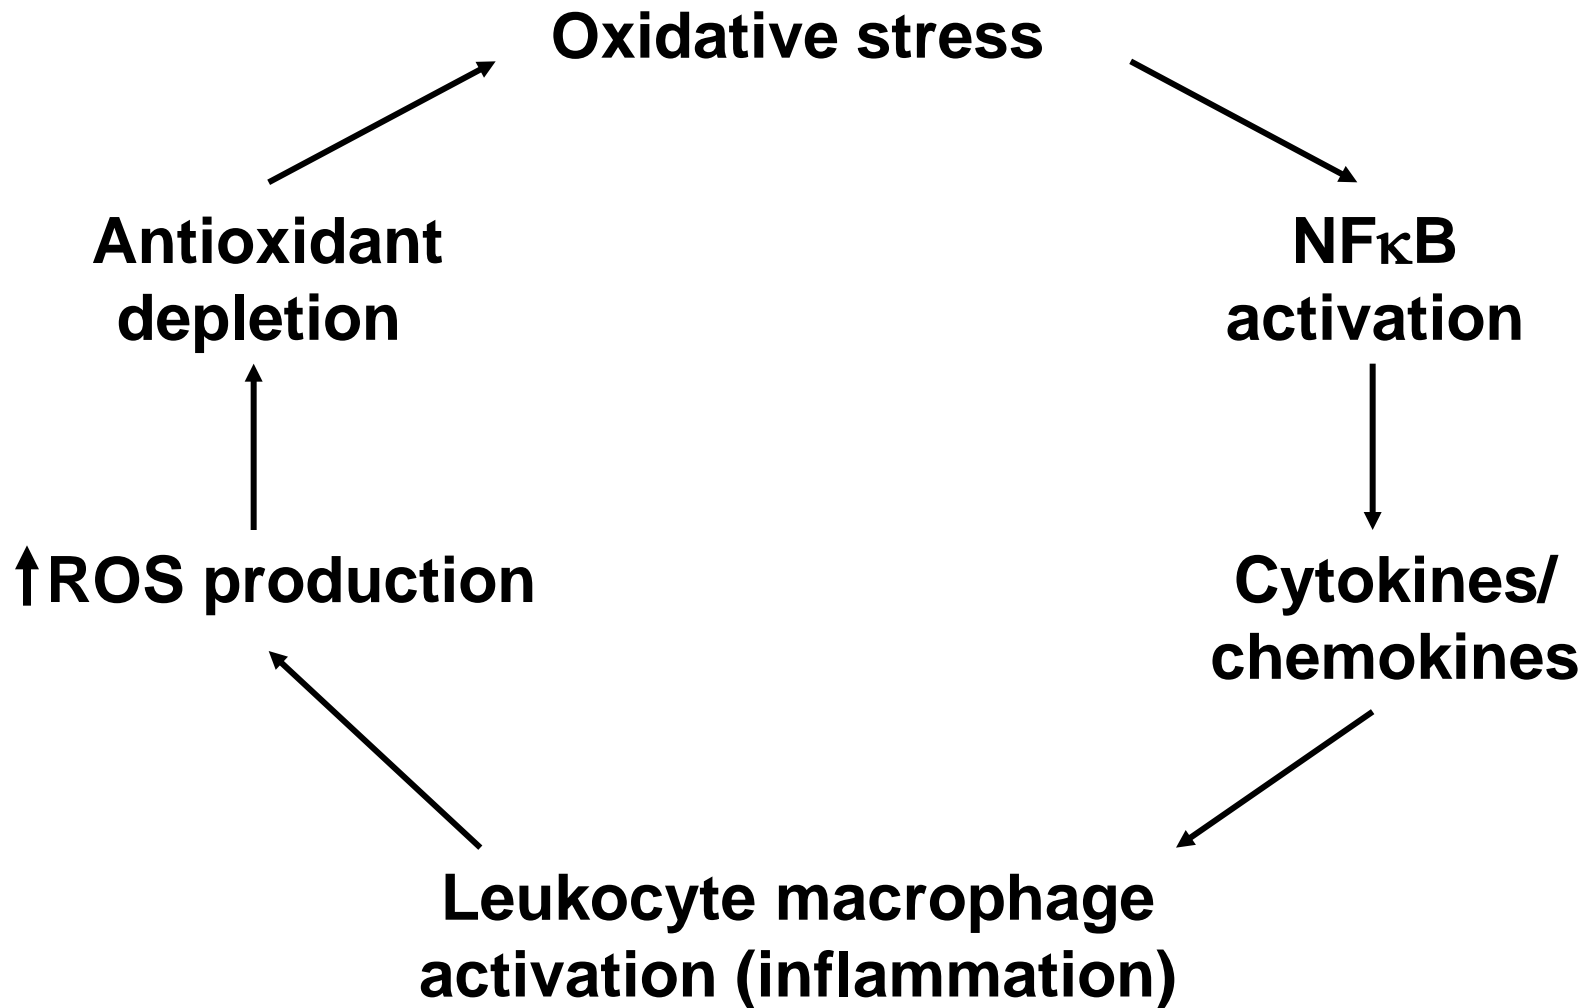 Oxidative stress
Antioxidant
depletion
NFκB
activation
↑ROS production
Cytokines/
chemokines
Leukocyte macrophage
activation (inflammation)